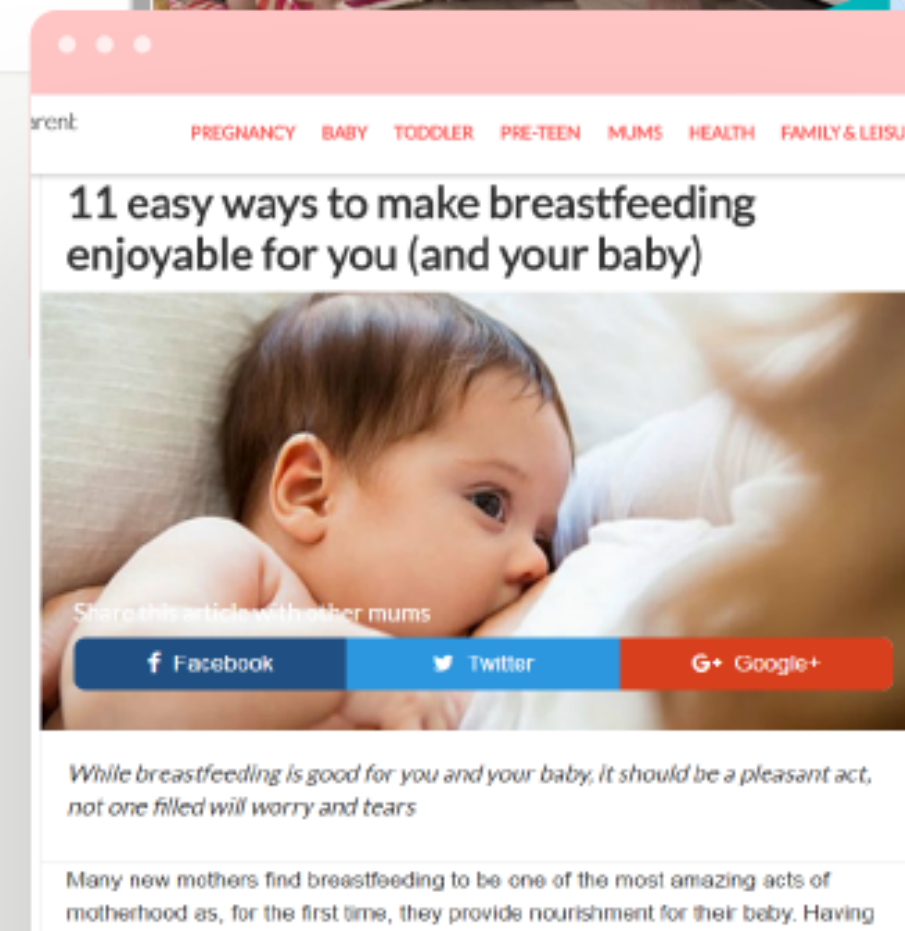 PREGNANCY BABY TODDLER PRE-TEEN MUMS HEALTH FAMILY & LEISU
11 easy ways to make breastfeeding
enjoyable for you (and your baby)
Share this article with other mums
f Facebook Twitter G+ Google+
While breastfeeding is good for you and your baby, it should be a pleasant act,
not one filled will worry and tears
Many new mothers find breastfeeding to be one of the most amazing acts of
motherhood as, for the first time, they provide nourishment for their baby. Having